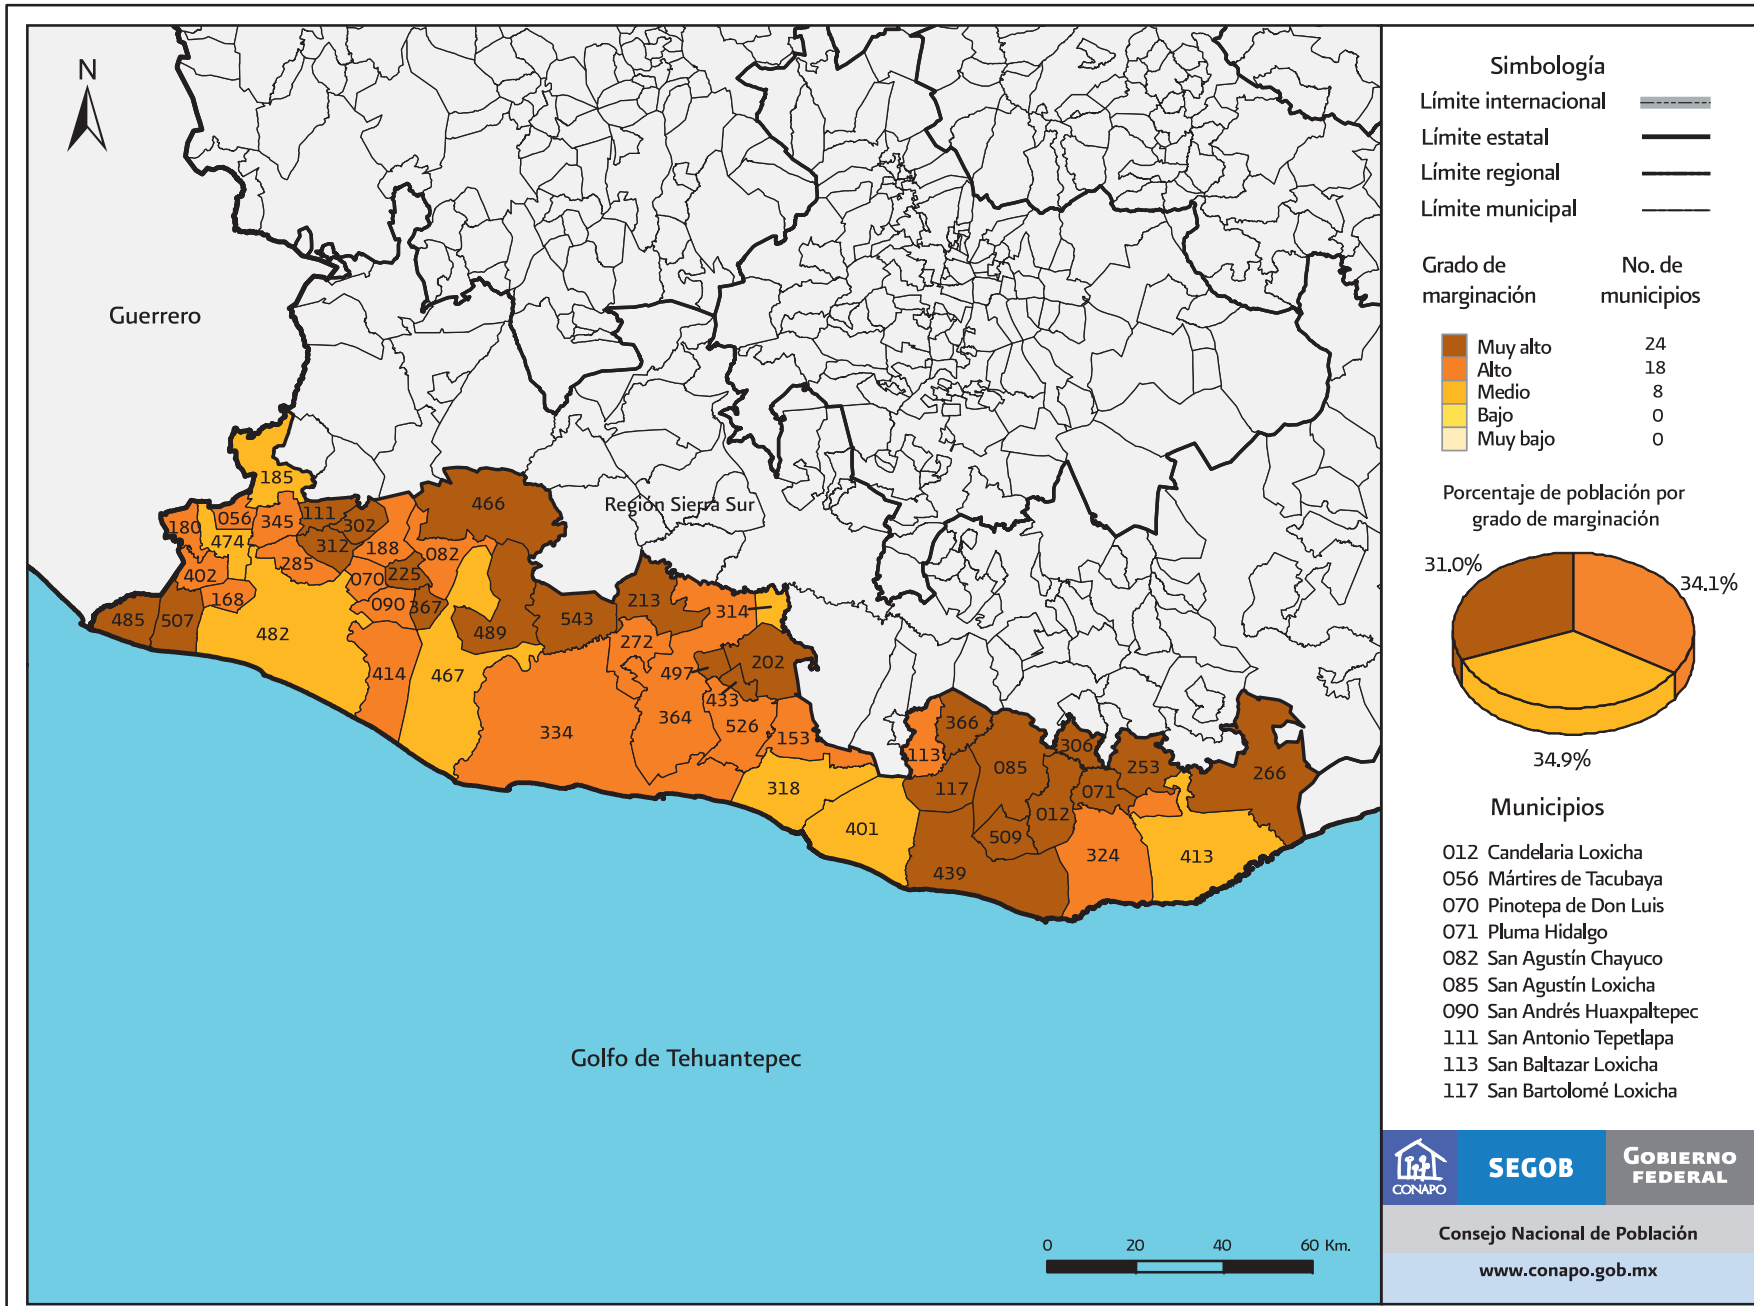 N
Guerrero
Región Sierra Sur
Golfo de Tehuantepec
185
466
180
056
345
111
302
474
312
188
082
285
402
070
225
168
090
367
485
507
482
489
543
213
314
272
202
414
467
497
433
364
526
334
153
366
306
113
085
253
266
117
071
318
012
401
509
324
413
439
0 20 40 60 Km.
Simbología
Límite internacional
Límite estatal
Límite regional
Límite municipal
Grado de marginación
No. de municipios
Muy alto 24
Alto 18
Medio 8
Bajo 0
Muy bajo 0
Porcentaje de población por
grado de marginación
31.0%
34.1%
34.9%
Municipios
012 Candelaria Loxicha
056 Mártires de Tacubaya
070 Pinotepa de Don Luis
071 Pluma Hidalgo
082 San Agustín Chayuco
085 San Agustín Loxicha
090 San Andrés Huaxpaltepec
111 San Antonio Tepetlapa
113 San Baltazar Loxicha
117 San Bartolomé Loxicha
CONAPO
SEGOB
GOBIERNO
FEDERAL
Consejo Nacional de Población
www.conapo.gob.mx